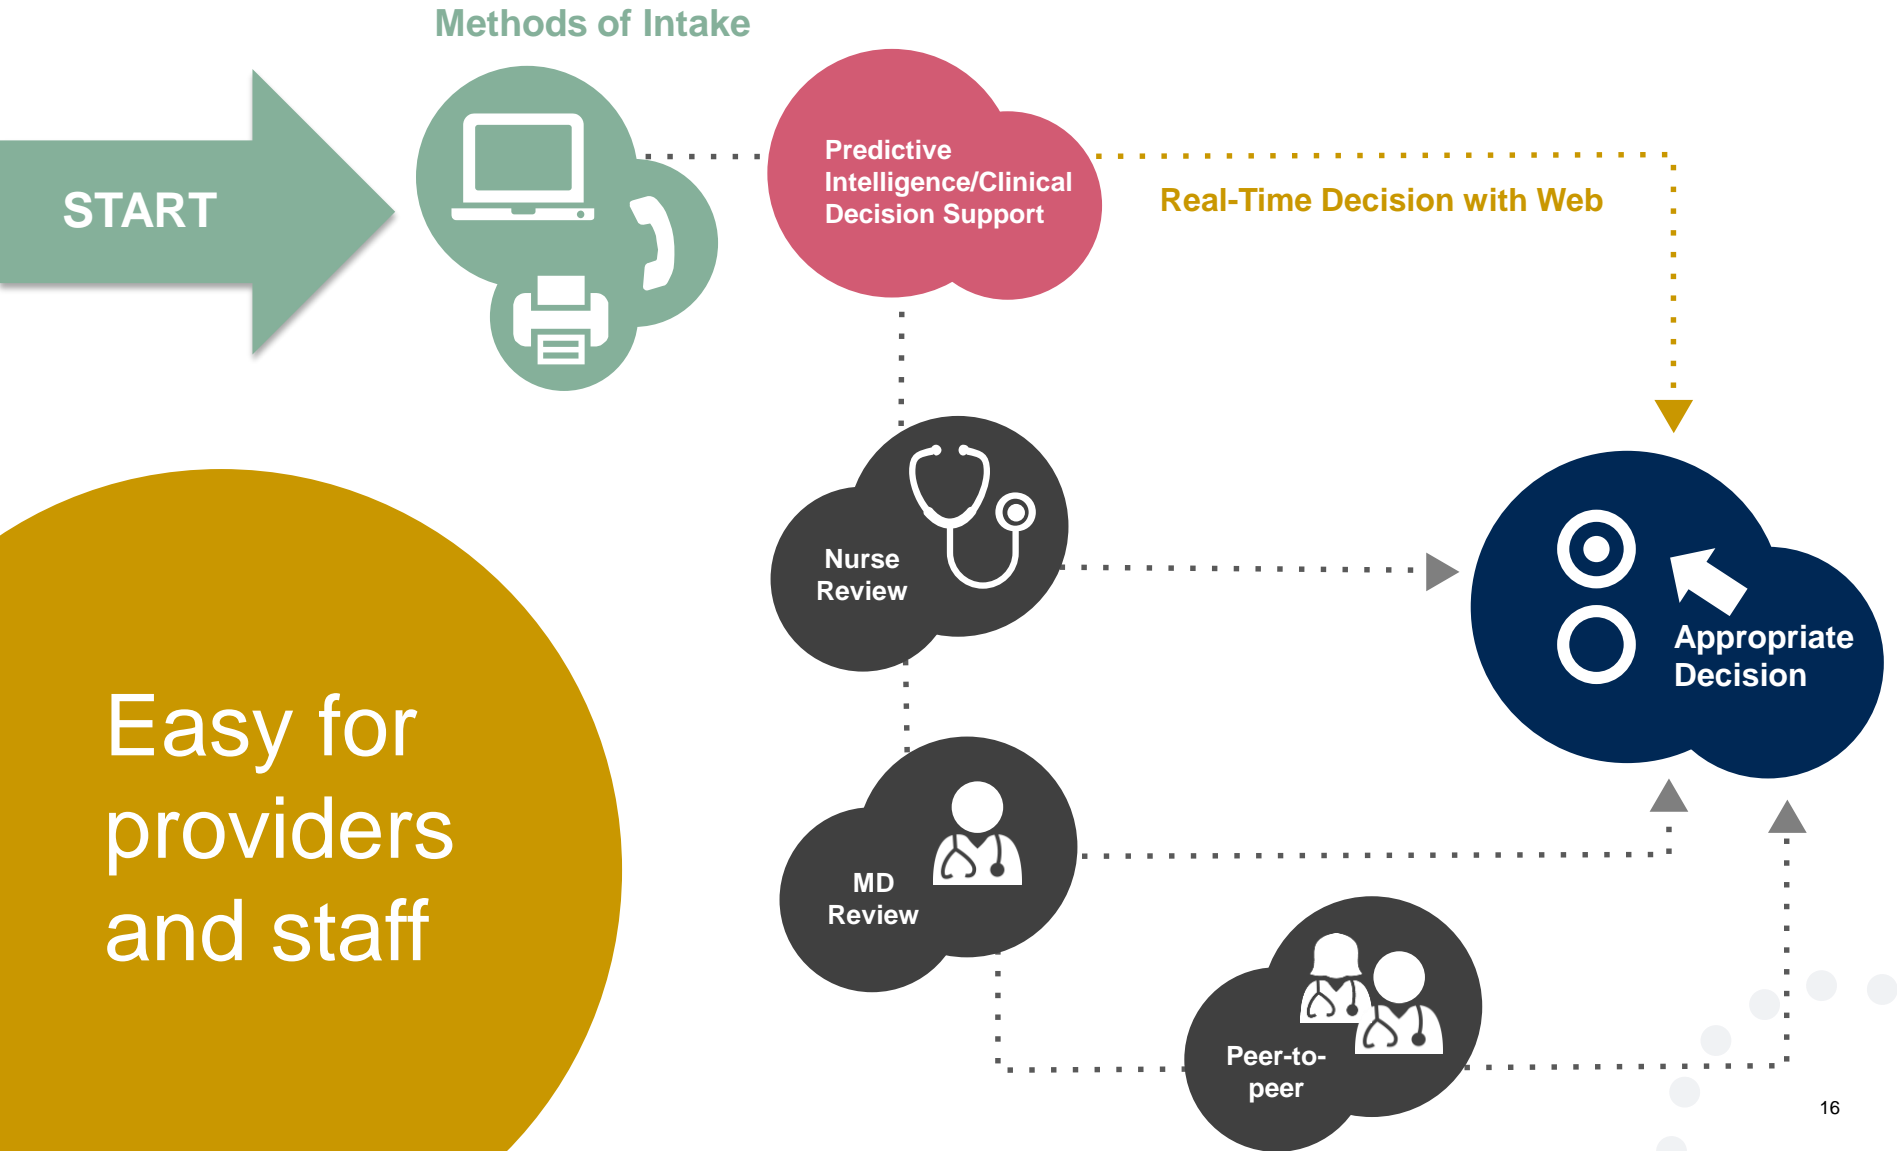 Methods of Intake
START
Predictive
Intelligence/Clinical
Decision Support
Real-Time Decision with Web
Nurse
Review
Appropriate
Decision
Easy for
providers
and staff
MD
Review
Peer-to-
peer
16